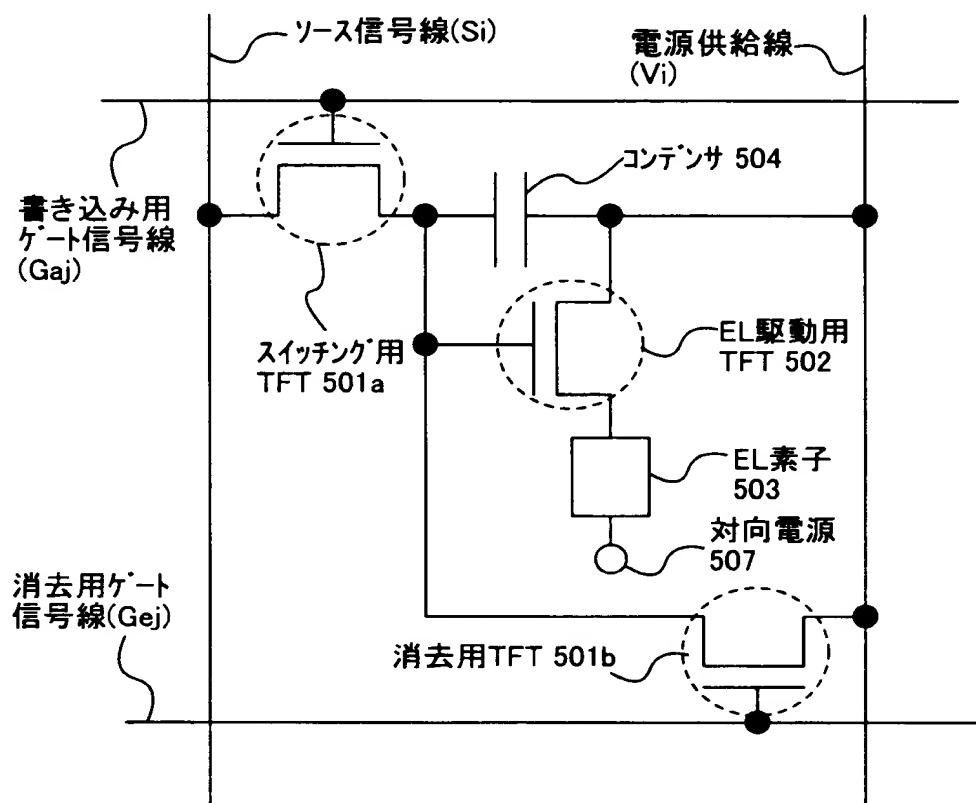 ソース信号線(Si)
電源供給線
(Vi)
コンデンサ 504
書き込み用
ゲート信号線
(Gaj)
スイッチング用
TFT 501a
EL駆動用
TFT 502
EL素子
503
対向電源
507
消去用ゲート
信号線(Gej)
消去用TFT 501b